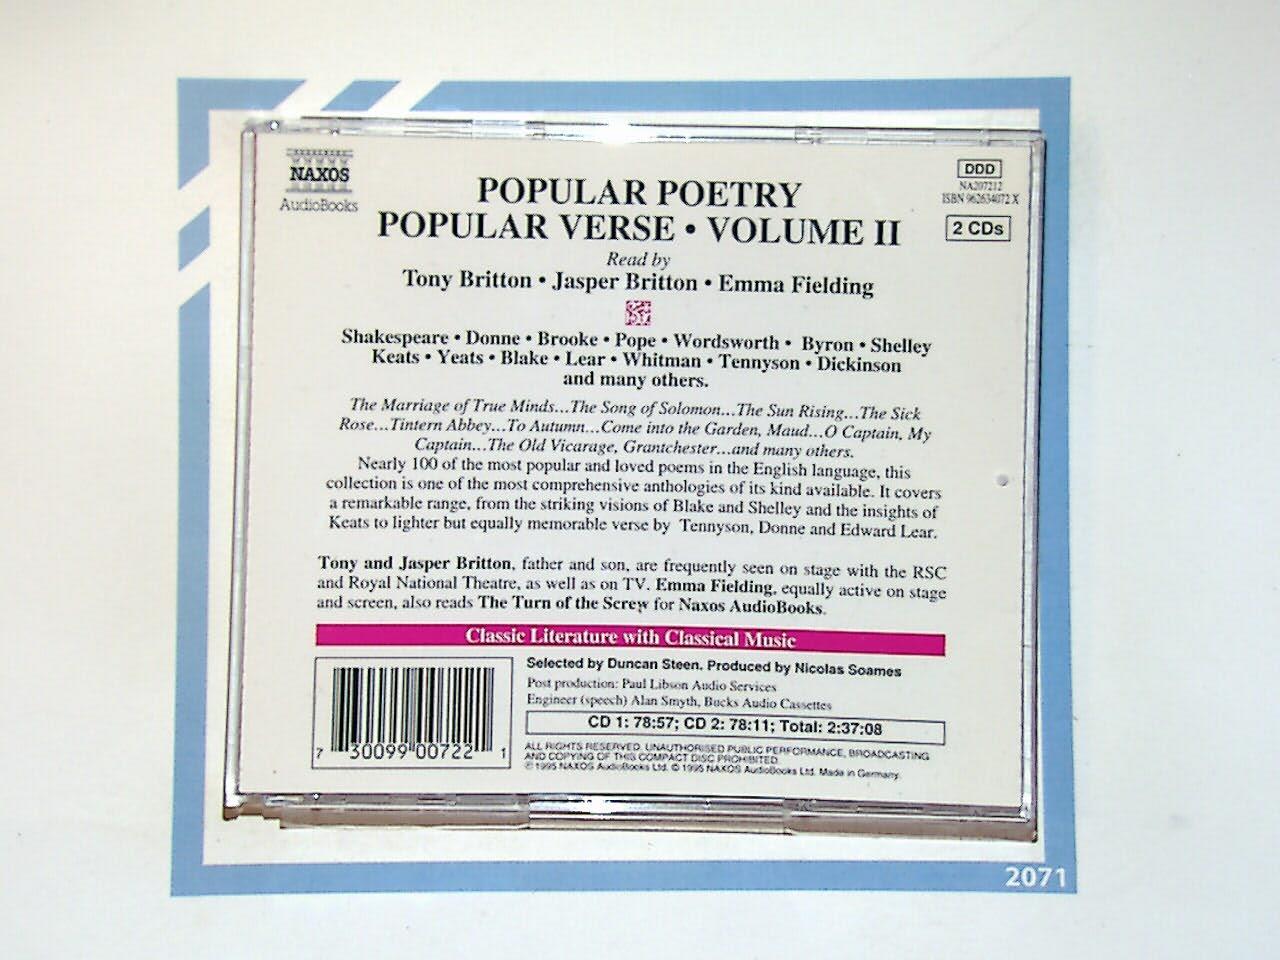 NAXOS
AudioBooks
DDD
NA207212
ISBN 962634072 X
2 CDs
POPULAR POETRY
POPULAR VERSE • VOLUME II
Read by
Tony Britton • Jasper Britton • Emma Fielding
Shakespeare • Donne • Brooke • Pope • Wordsworth • Byron • Shelley
Keats • Yeats • Blake • Lear • Whitman • Tennyson • Dickinson
and many others.
The Marriage of True Minds...The Song of Solomon...The Sun Rising...The Sick
Rose...Tintern Abbey...To Autumn...Come into the Garden, Maud...O Captain, My
Captain...The Old Vicarage, Grantchester...and many others.
Nearly 100 of the most popular and loved poems in the English language, this
collection is one of the most comprehensive anthologies of its kind available. It covers
a remarkable range, from the striking visions of Blake and Shelley and the insights of
Keats to lighter but equally memorable verse by Tennyson, Donne and Edward Lear.
Tony and Jasper Britton, father and son, are frequently seen on stage with the RSC
and Royal National Theatre, as well as on TV. Emma Fielding, equally active on stage
and screen, also reads The Turn of the Screw for Naxos AudioBooks.
Classic Literature with Classical Music
Selected by Duncan Steen. Produced by Nicolas Soames
Post production: Paul Libson Audio Services
Engineer (speech) Alan Smyth, Bucks Audio Cassettes
CD 1: 78:57; CD 2: 78:11; Total: 2:37:08
ALL RIGHTS RESERVED. UNAUTHORISED PUBLIC PERFORMANCE, BROADCASTING
AND COPYING OF THIS COMPACT DISC PROHIBITED.
℗ 1995 NAXOS AudioBooks Ltd. © 1995 NAXOS AudioBooks Ltd. Made in Germany.
7 30099 00722 1
2071